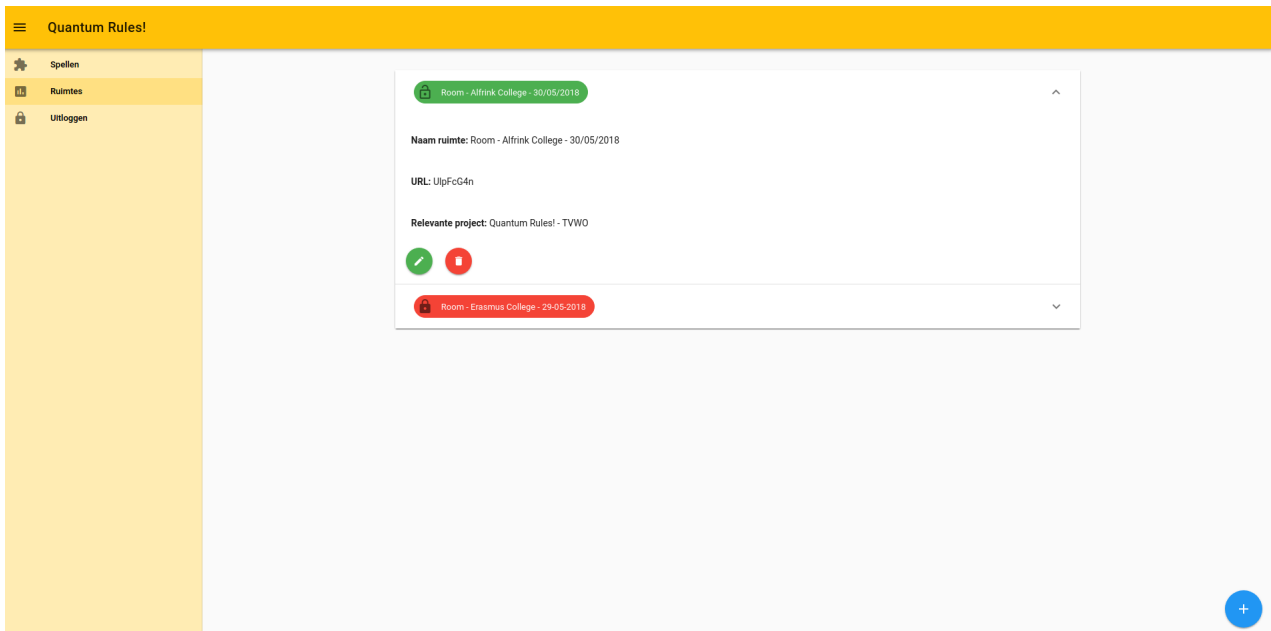 Quantum Rules!
Spellen
Ruimtes
Uitloggen
Room - Alfrink College - 30/05/2018
Naam ruimte: Room - Alfrink College - 30/05/2018
URL: UlpFcG4n
Relevante project: Quantum Rules! - TVWO
Room - Erasmus College - 29-05-2018